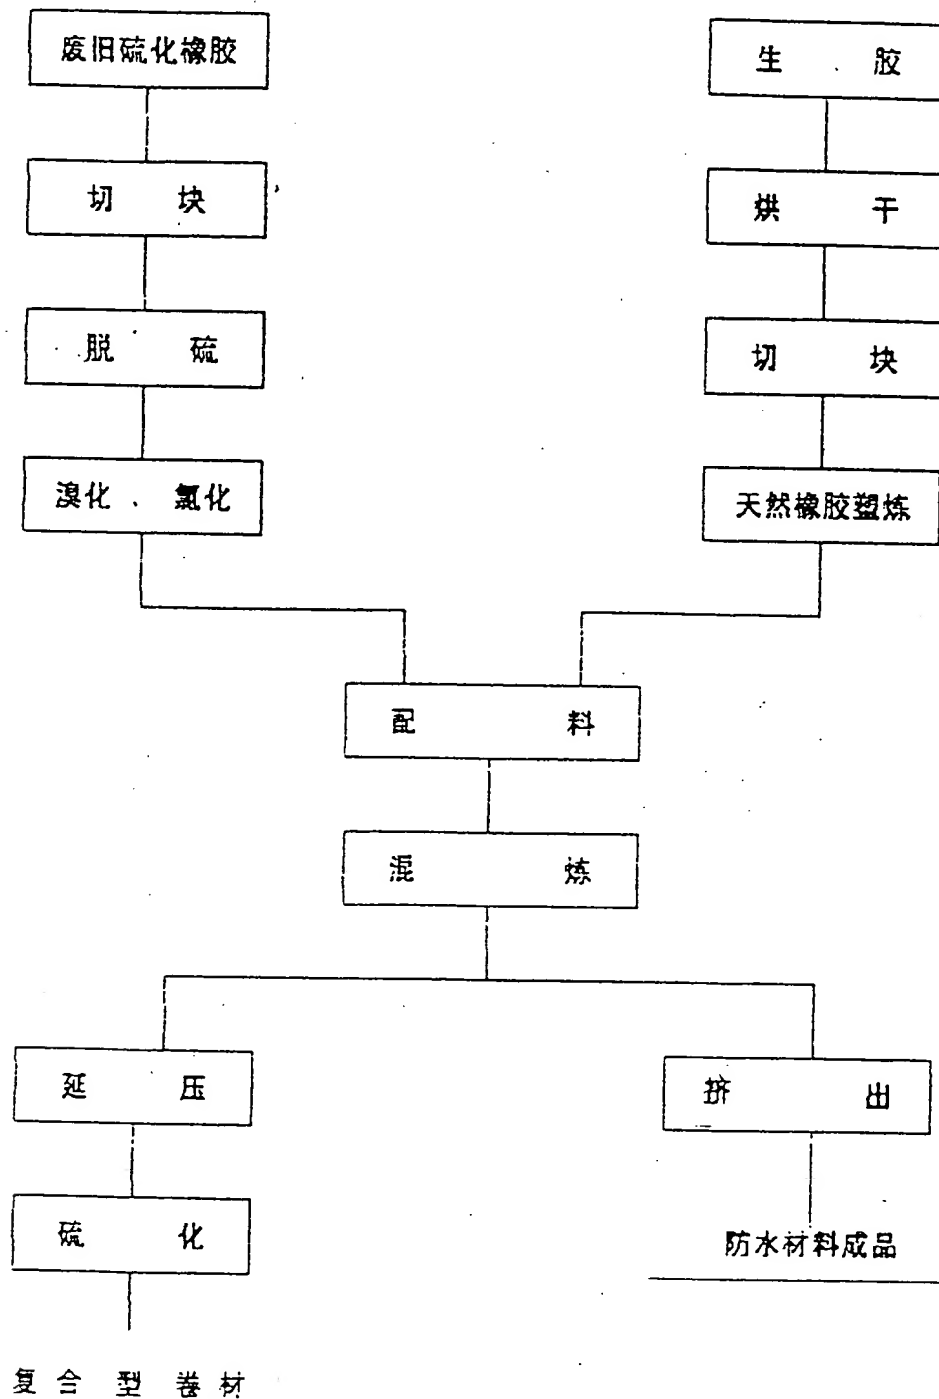 废旧硫化橡胶
生 胶
切 块
烘 干
脱 硫
切 块
溴化、氯化
天然橡胶塑炼
配 料
混 炼
延 压
挤 出
硫 化
防水材料成品
复合型卷材